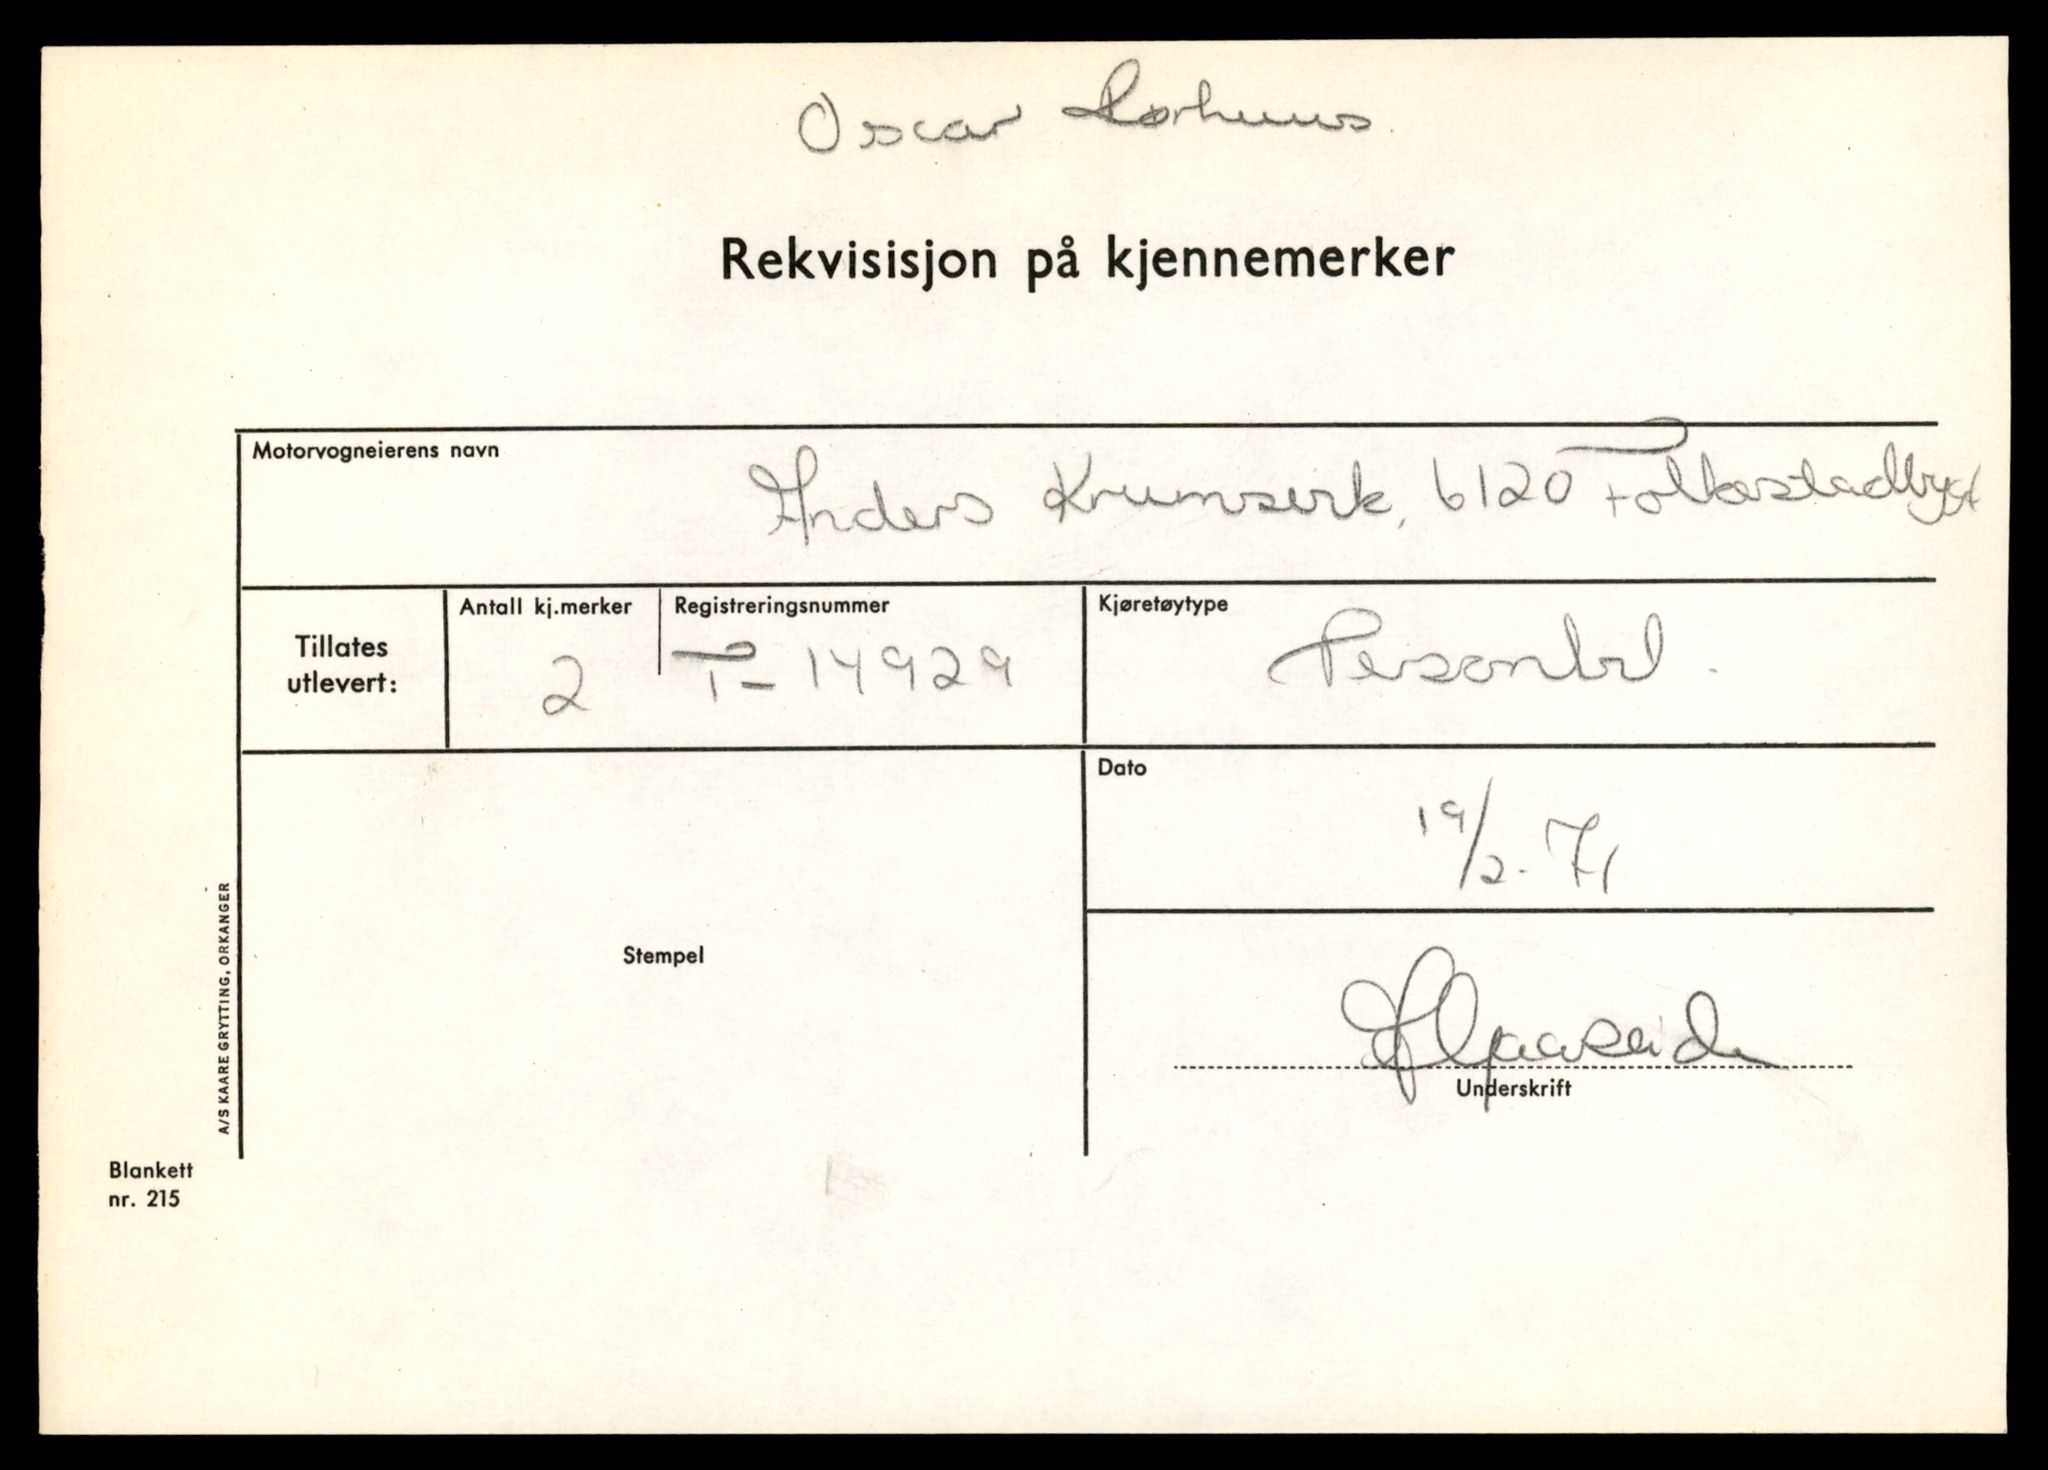 Oscar
Rekvisisjon på kjennemerker
Motorvogneierens navn
Anders Krumsvik, 6120 Folkestadbygd
Tillates
utlevert:
Antall kj.merker
2
Registreringsnummer
T-14929
Kjøretøytype
Personbil.
Dato
19/2-71
Stempel
Underskrift
A/S KAARE GRYTTING, ORKANGER
Blankett
nr. 215